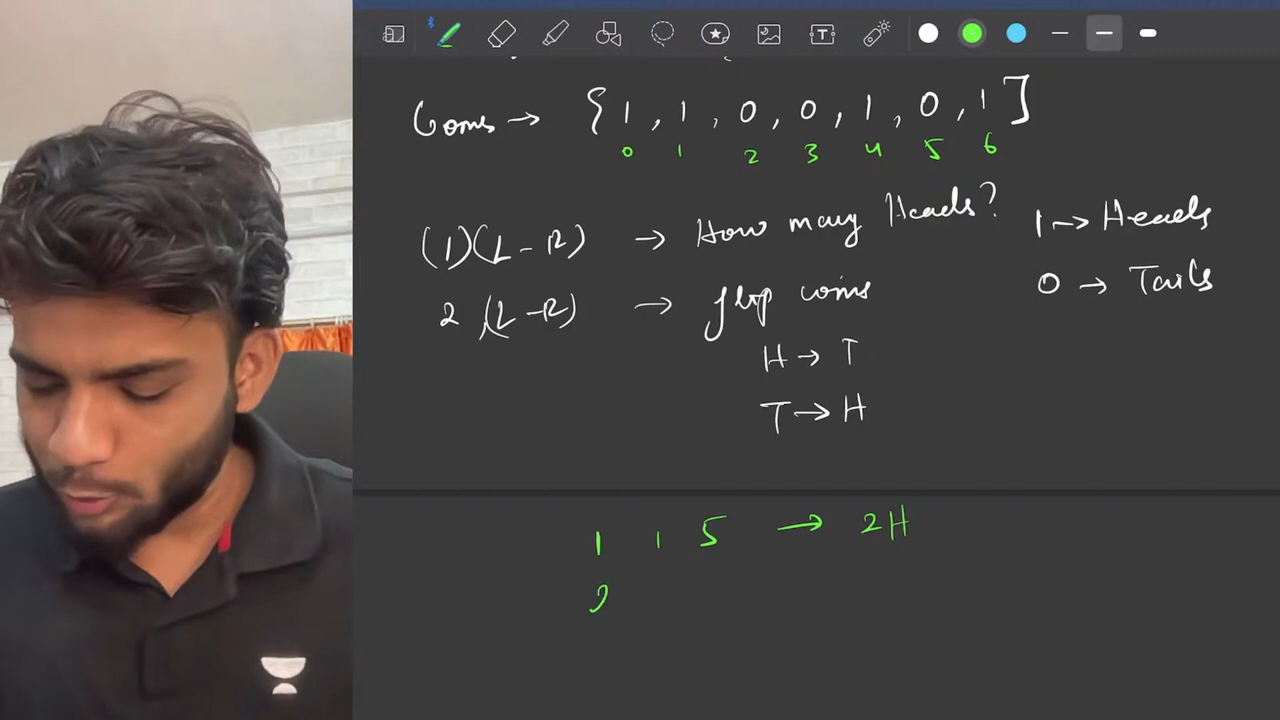 Coins → {1, 1, 0, 0, 1, 0, 1]
0 1 2 3 4 5 6
(1)(L-R) → How many Heads?
1 → Heads
2 (L-R) → flip coins
0 → Tails
H → T
T → H
1 1 5 → 2H
2